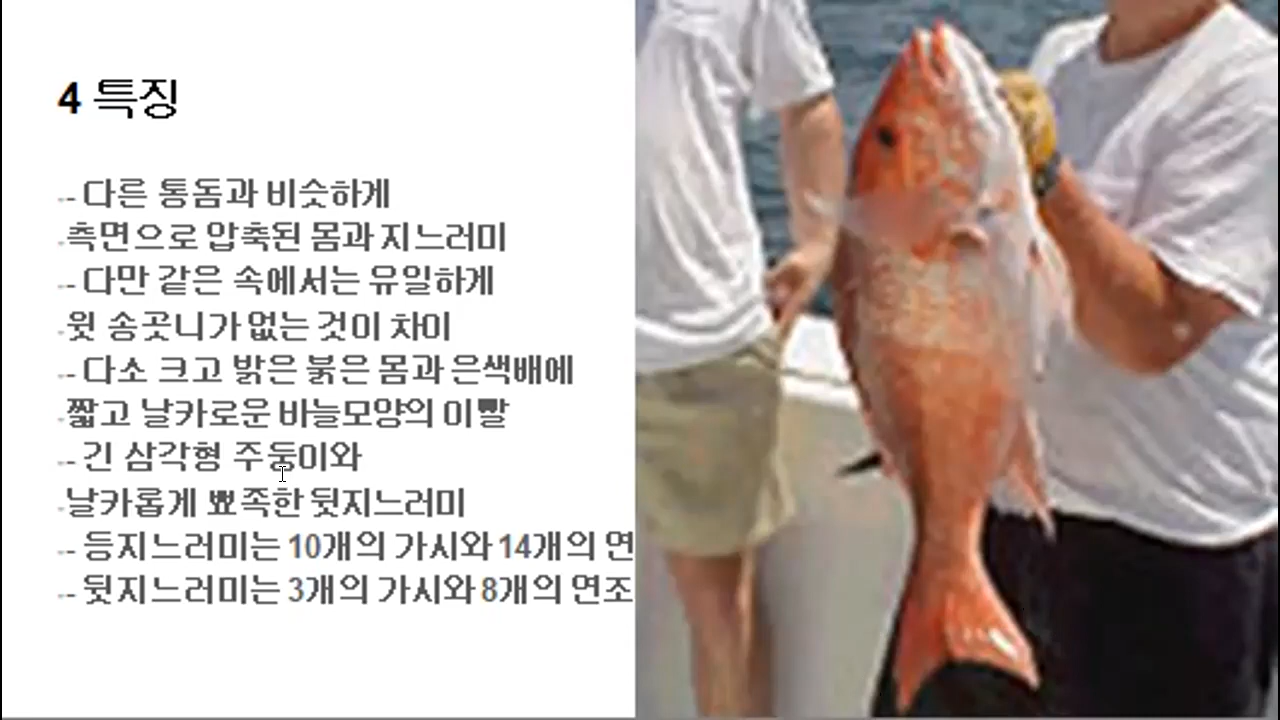 4 특징
- 다른 통돔과 비슷하게
측면으로 압축된 몸과 지느러미
- 다만 같은 속에서는 유일하게
윗 송곳니가 없는 것이 차이
- 다소 크고 밝은 붉은 몸과 은색배에
짧고 날카로운 바늘모양의 이빨
- 긴 삼각형 주둥이와
날카롭게 뾰족한 뒷지느러미
- 등지느러미는 10개의 가시와 14개의 연
- 뒷지느러미는 3개의 가시와 8개의 연조